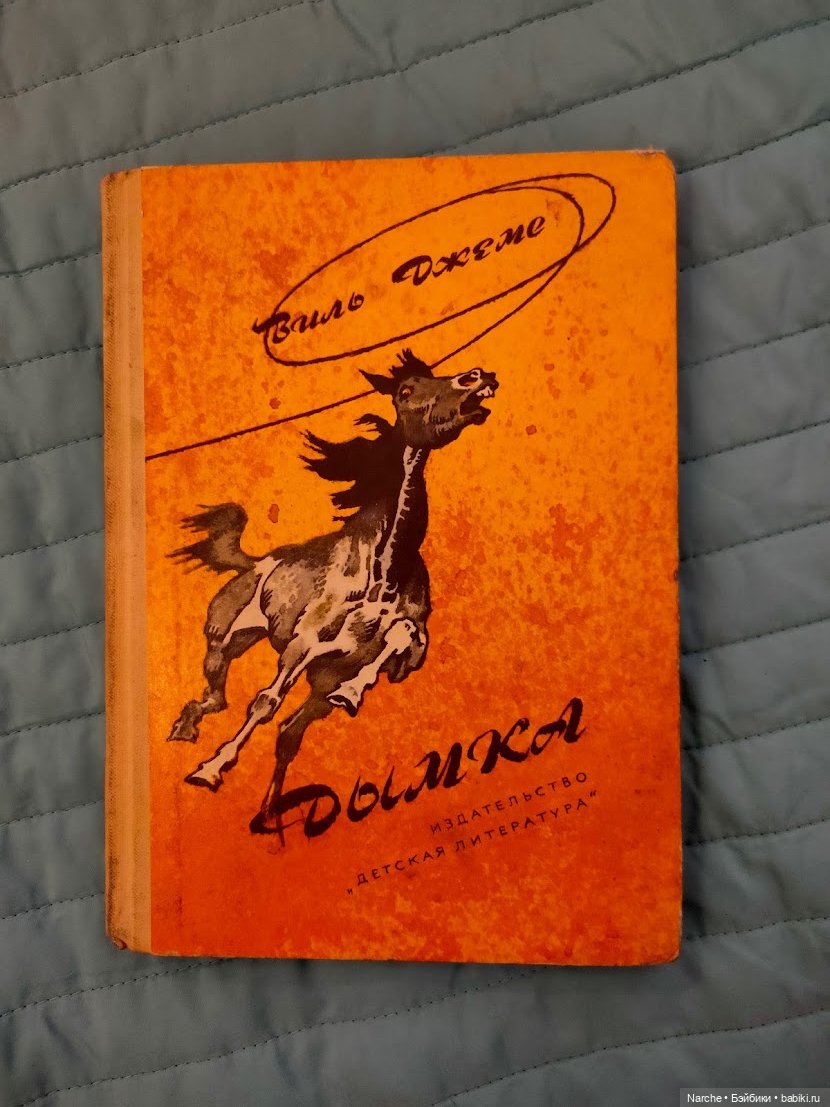 Виль Джемс
Дымка
ИЗДАТЕЛЬСТВО
„ДЕТСКАЯ ЛИТЕРАТУРА“
Narche • Бэйбики • babiki.ru